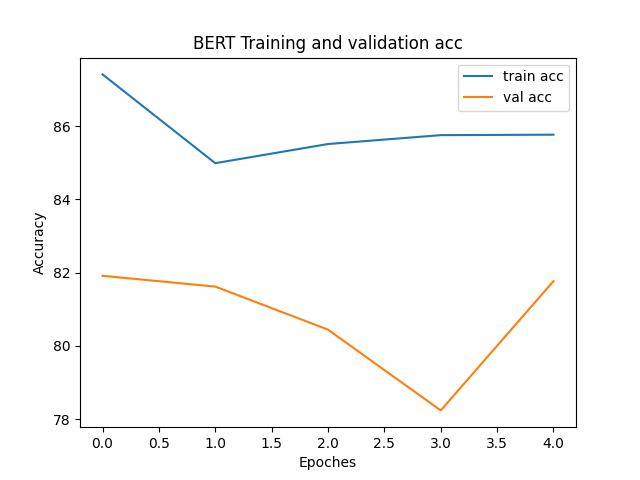 BERT Training and validation acc
train acc
val acc
86
84
82
80
78
Accuracy
0.0 0.5 1.0 1.5 2.0 2.5 3.0 3.5 4.0
Epoches